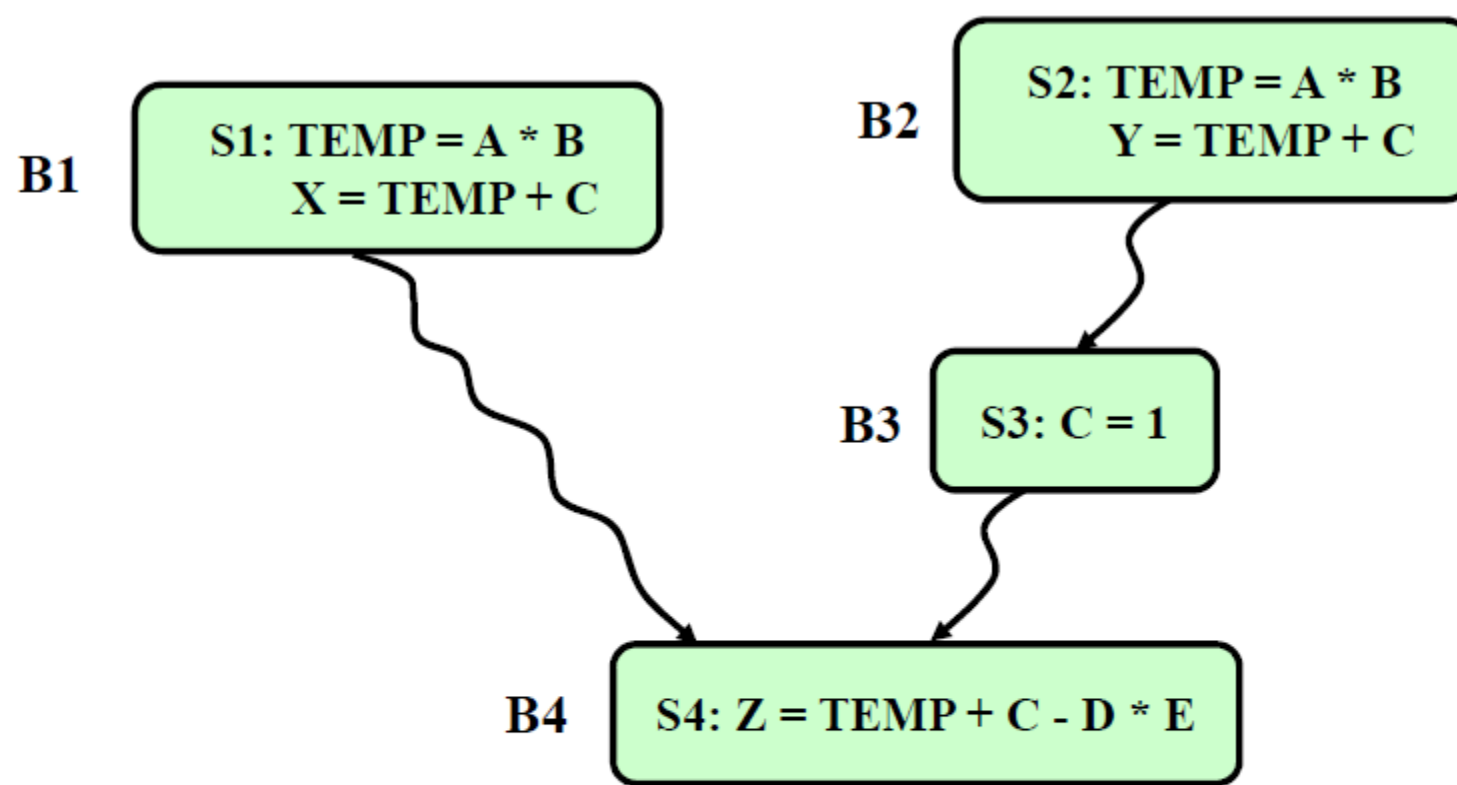 B1
S1: TEMP = A * B
X = TEMP + C
B2
S2: TEMP = A * B
Y = TEMP + C
B3
S3: C = 1
B4
S4: Z = TEMP + C - D * E